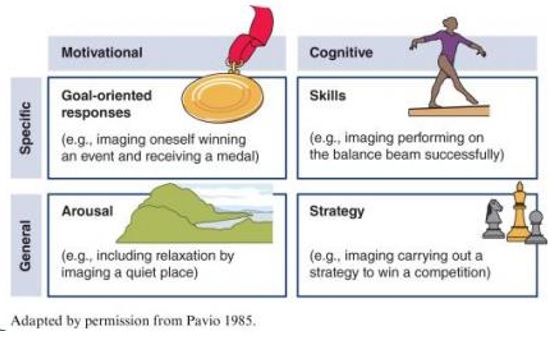 Motivational
Cognitive
Specific
Goal-oriented
responses
(e.g., imaging oneself winning
an event and receiving a medal)
Skills
(e.g., imaging performing on
the balance beam successfully)
General
Arousal
(e.g., including relaxation by
imaging a quiet place)
Strategy
(e.g., imaging carrying out a
strategy to win a competition)
Adapted by permission from Pavio 1985.